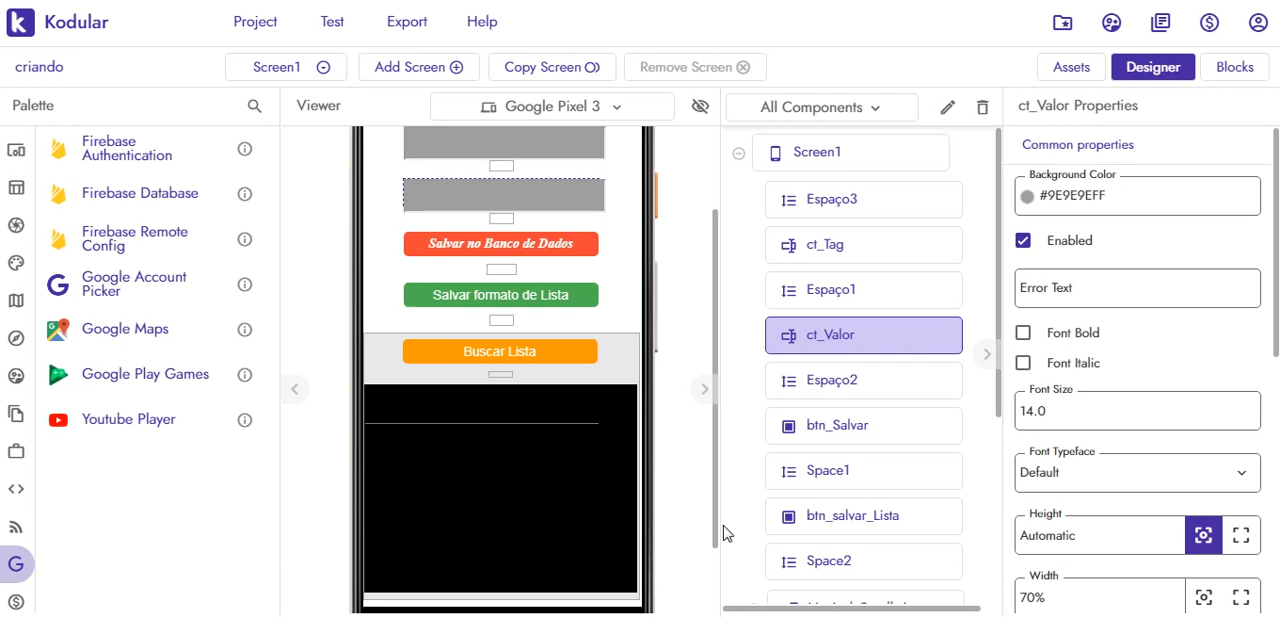 Kodular
Project
Test
Export
Help
criando
Screen1
Add Screen
Copy Screen
Remove Screen
Assets
Designer
Blocks
Palette
Viewer
Google Pixel 3
All Components
ct_Valor Properties
Firebase
Authentication
Firebase Database
Firebase Remote
Config
Google Account
Picker
Google Maps
Google Play Games
Youtube Player
Salvar no Banco de Dados
Salvar formato de Lista
Buscar Lista
Screen1
Espaço3
ct_Tag
Espaço1
ct_Valor
Espaço2
btn_Salvar
Space1
btn_salvar_Lista
Space2
Common properties
Background Color
#9E9E9EFF
Enabled
Error Text
Font Bold
Font Italic
Font Size
14.0
Font Typeface
Default
Height
Automatic
Width
70%